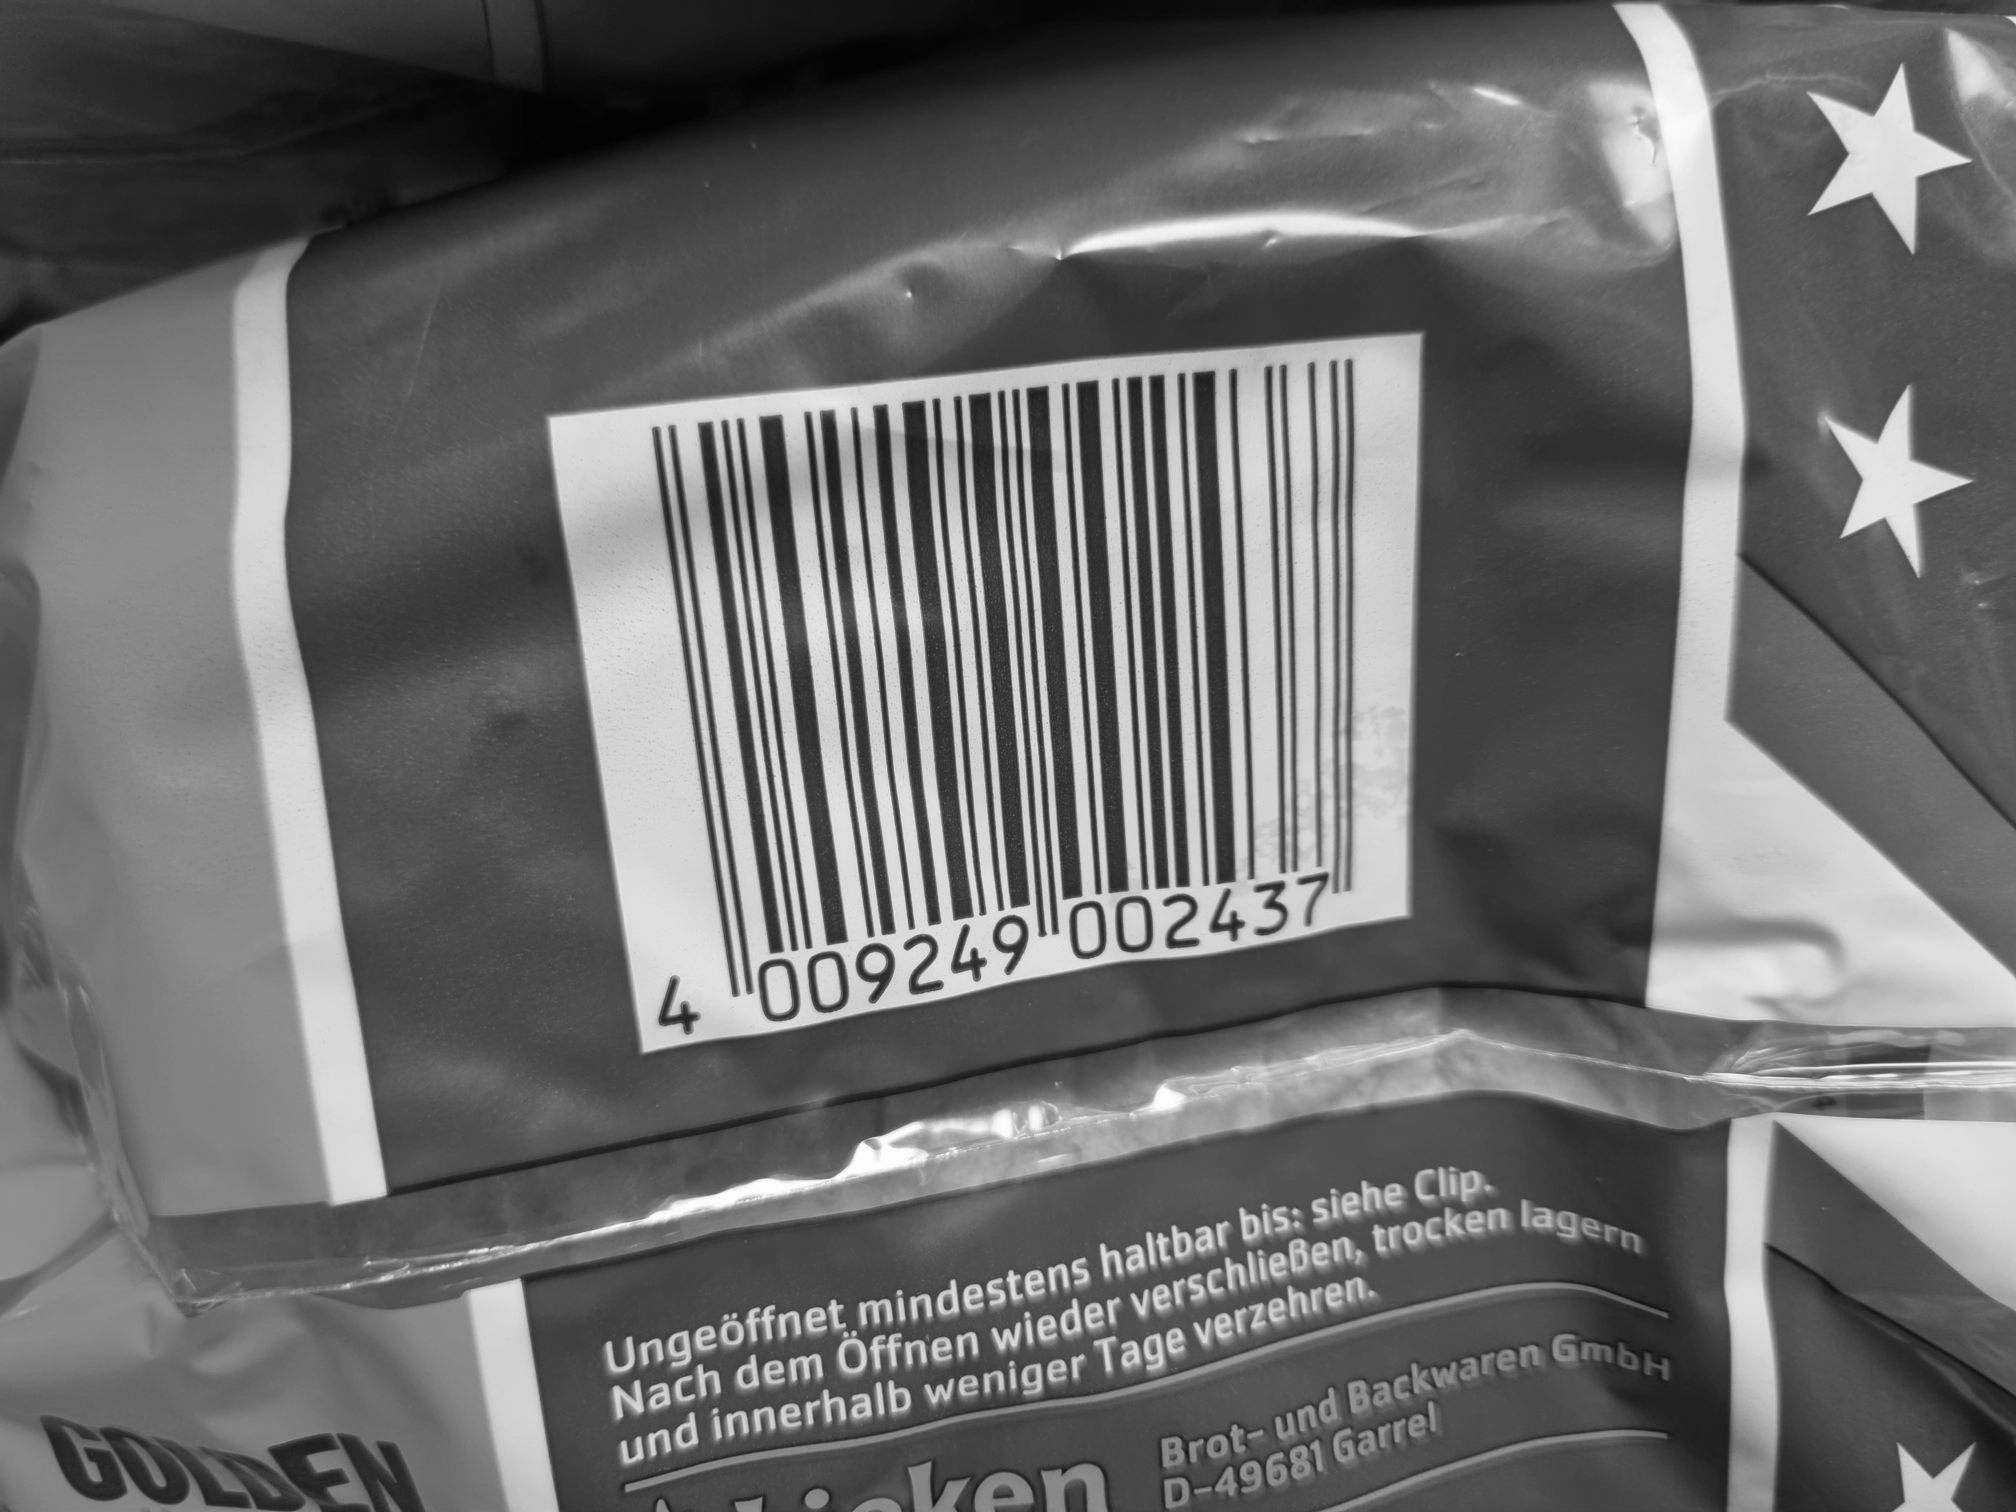 4 009249 002437
Ungeöffnet mindestens haltbar bis: siehe Clip.
Nach dem Öffnen wieder verschließen, trocken lagern
und innerhalb weniger Tage verzehren.
Brot- und Backwaren GmbH
D-49681 Garrel
Lieken
GOLDEN